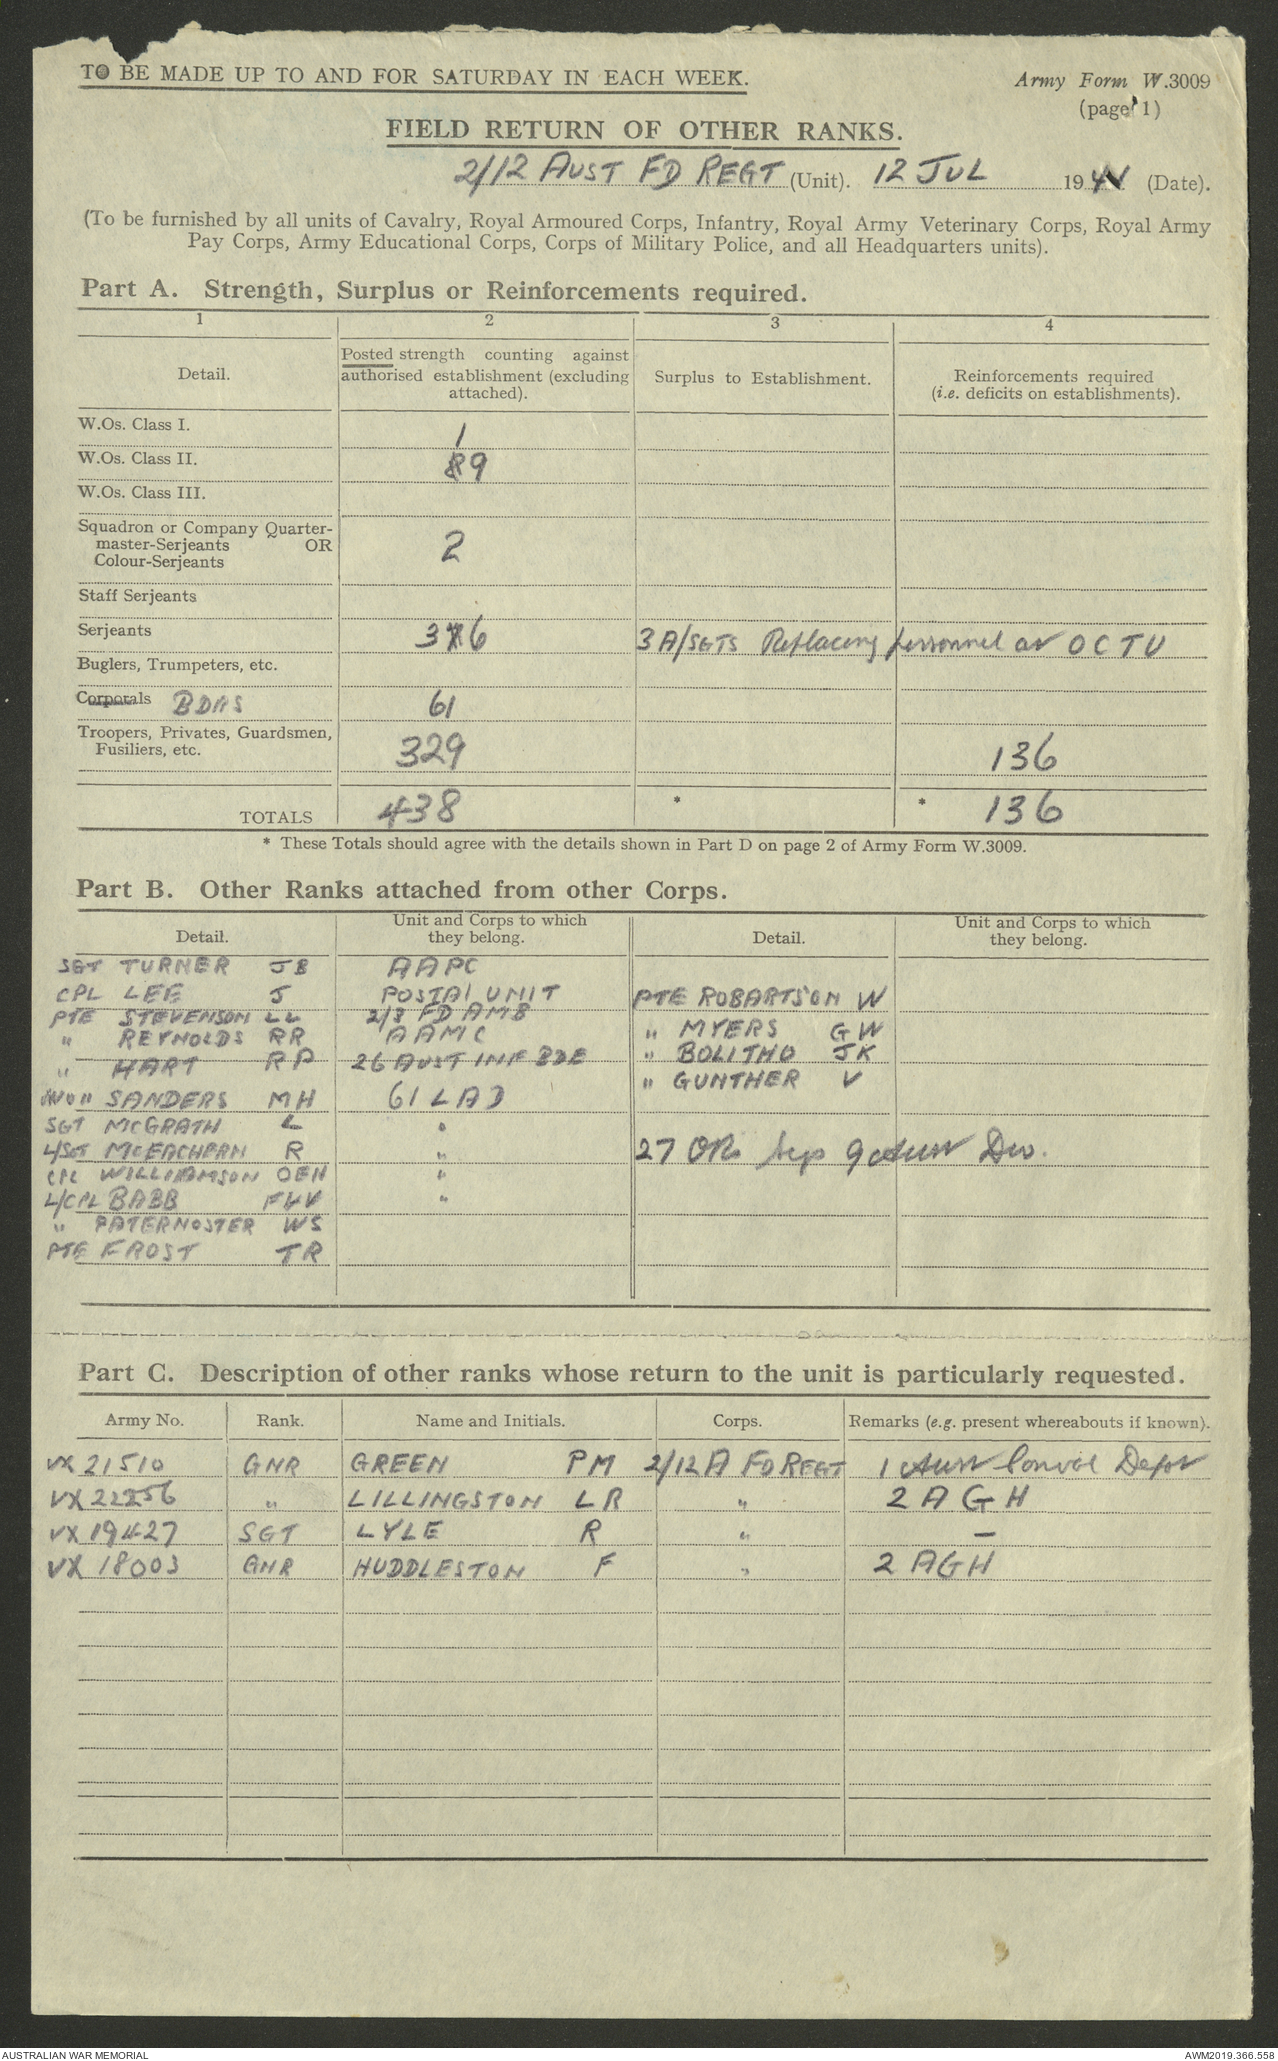 TO BE MADE UP TO AND FOR SATURDAY IN EACH WEEK.
Army Form W.3009
(page 1)
FIELD RETURN OF OTHER RANKS.
2/12 AUST FD REGT (Unit). 12 JUL 1941 (Date).
(To be furnished by all units of Cavalry, Royal Armoured Corps, Infantry, Royal Army Veterinary Corps, Royal Army
Pay Corps, Army Educational Corps, Corps of Military Police, and all Headquarters units).
Part A. Strength, Surplus or Reinforcements required.
1 2 3 4
Detail.
Posted strength counting against
authorised establishment (excluding
attached).
Surplus to Establishment.
Reinforcements required
(i.e. deficits on establishments).
W.Os. Class I. 1
W.Os. Class II. 9
W.Os. Class III.
Squadron or Company Quarter-
master-Serjeants OR
Colour-Serjeants 2
Staff Serjeants
Serjeants 36 3 A/SGTS Replacing personnel at OCTU
Buglers, Trumpeters, etc.
Corporals BDRS 61
Troopers, Privates, Guardsmen,
Fusiliers, etc. 329 136
TOTALS 438 * * 136
* These Totals should agree with the details shown in Part D on page 2 of Army Form W.3009.
Part B. Other Ranks attached from other Corps.
Detail.
Unit and Corps to which
they belong.
Detail.
Unit and Corps to which
they belong.
SGT TURNER JB AAPC
CPL LEE J POSTAL UNIT
PTE STEVENSON LL 2/3 FD AMB
" REYNOLDS RR AAMC
" HART RP 26 AUST INF BDE
SANDERS MH 61 LAD
SGT McGRATH L "
L/SGT McEACHERN R "
CPL WILLIAMSON OEN "
L/CPL BABB "
" PATERNOSTER WS
PTE FROST TR
PTE ROBARTSON W
" MYERS GW
" BOLITHO JK
" GUNTHER V
27 ORs Sigs 9 Aust Div.
Part C. Description of other ranks whose return to the unit is particularly requested.
Army No. Rank. Name and Initials. Corps. Remarks (e.g. present whereabouts if known).
VX 21510 GNR GREEN PM 2/12 A FD REGT 1 Aust Conval Depot
VX 22256 " LILLINGSTON LR " 2 AGH
VX 19427 SGT LYLE R " —
VX 18003 GNR HUDDLESTON F " 2 AGH
AUSTRALIAN WAR MEMORIAL
AWM2019.366.558